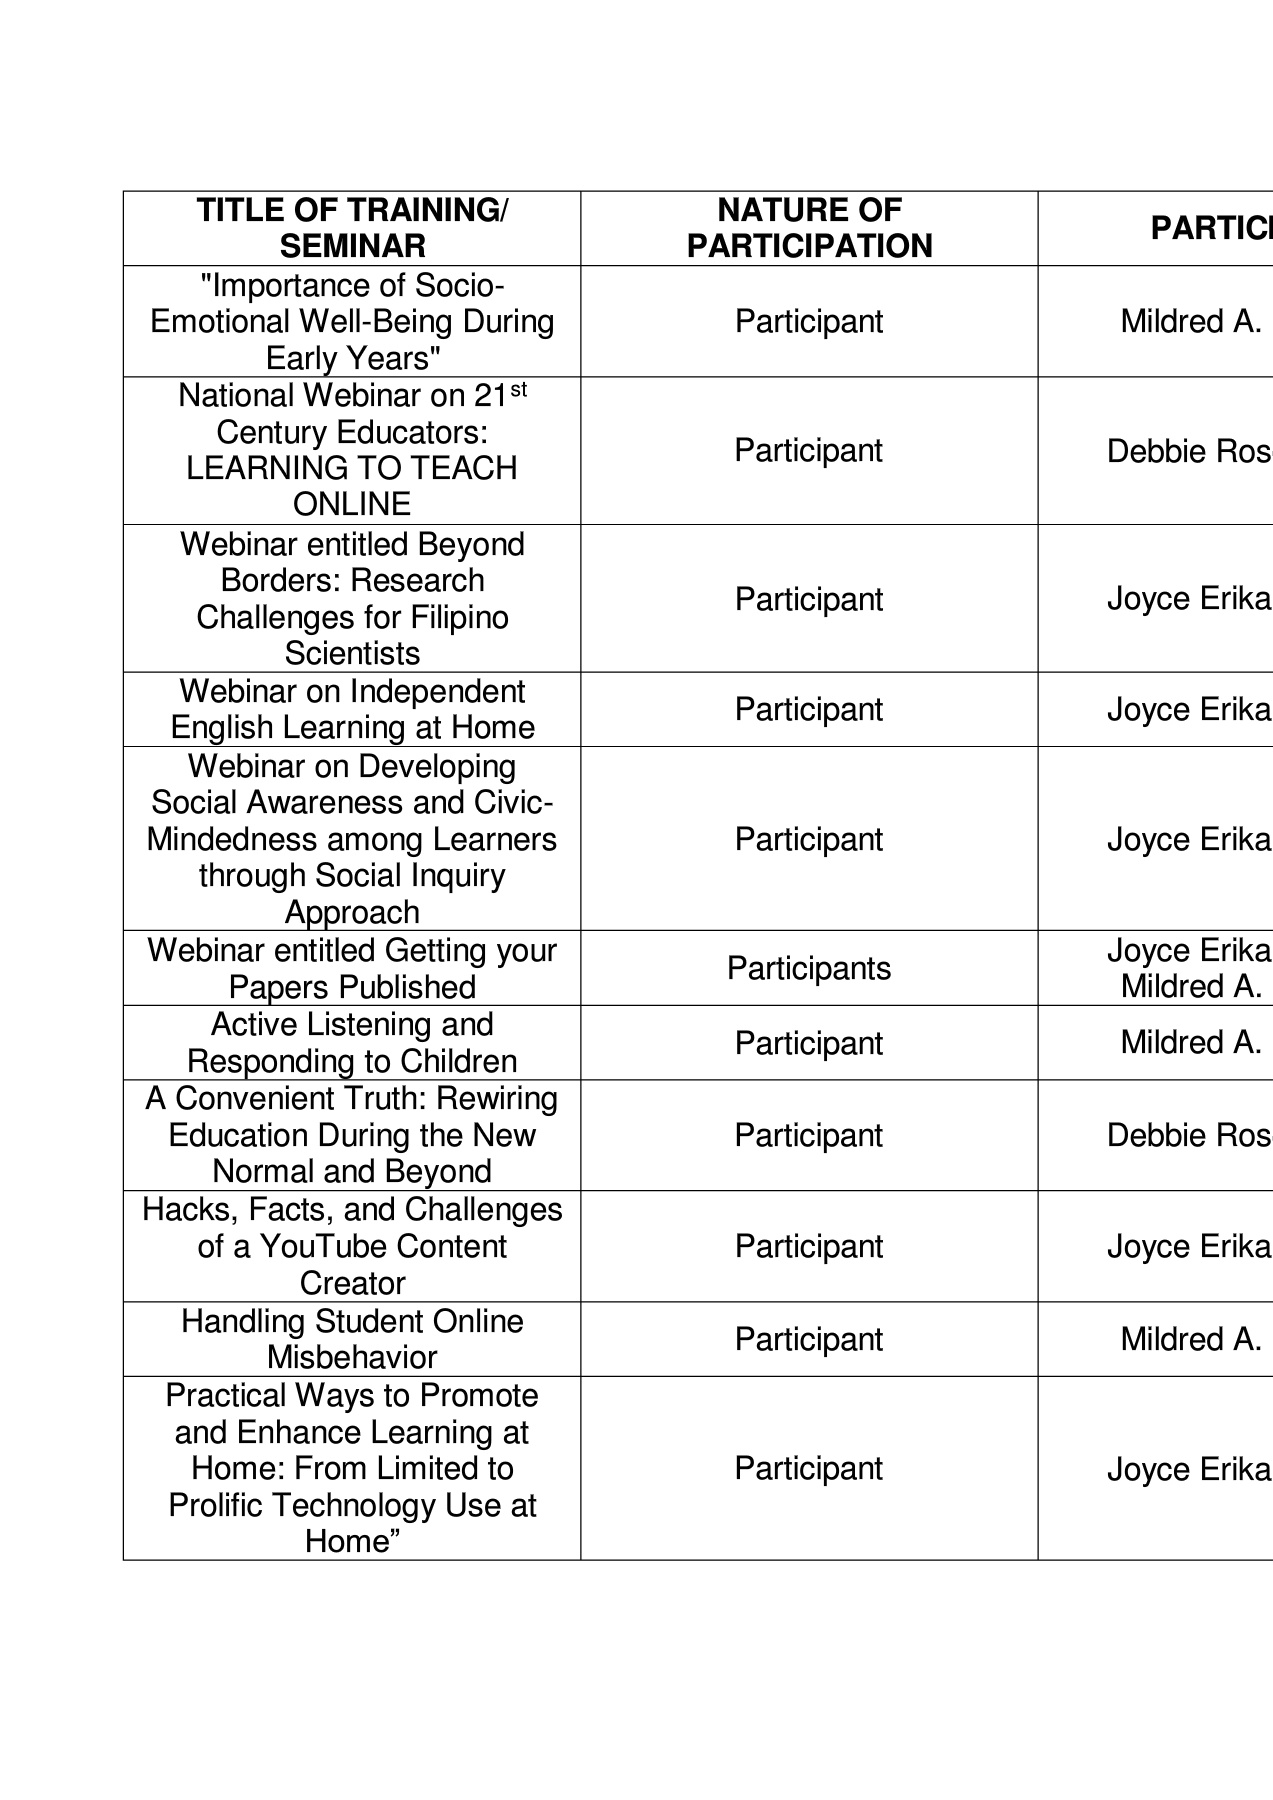 TITLE OF TRAINING/
SEMINAR
NATURE OF
PARTICIPATION
"Importance of Socio-
Emotional Well-Being During
Early Years"
Participant
Mildred A.
National Webinar on 21st
Century Educators:
LEARNING TO TEACH
ONLINE
Participant
Debbie
Webinar entitled Beyond
Borders: Research
Challenges for Filipino
Scientists
Participant
Joyce Erika
Webinar on Independent
English Learning at Home
Participant
Joyce Erika
Webinar on Developing
Social Awareness and Civic-
Mindedness among Learners
through Social Inquiry
Approach
Participant
Joyce Erika
Webinar entitled Getting your
Papers Published
Participants
Joyce Erika
Mildred A.
Active Listening and
Responding to Children
Participant
Mildred A.
A Convenient Truth: Rewiring
Education During the New
Normal and Beyond
Participant
Debbie
Hacks, Facts, and Challenges
of a YouTube Content
Creator
Participant
Joyce Erika
Handling Student Online
Misbehavior
Participant
Mildred A.
Practical Ways to Promote
and Enhance Learning at
Home: From Limited to
Prolific Technology Use at
Home”
Participant
Joyce Erika